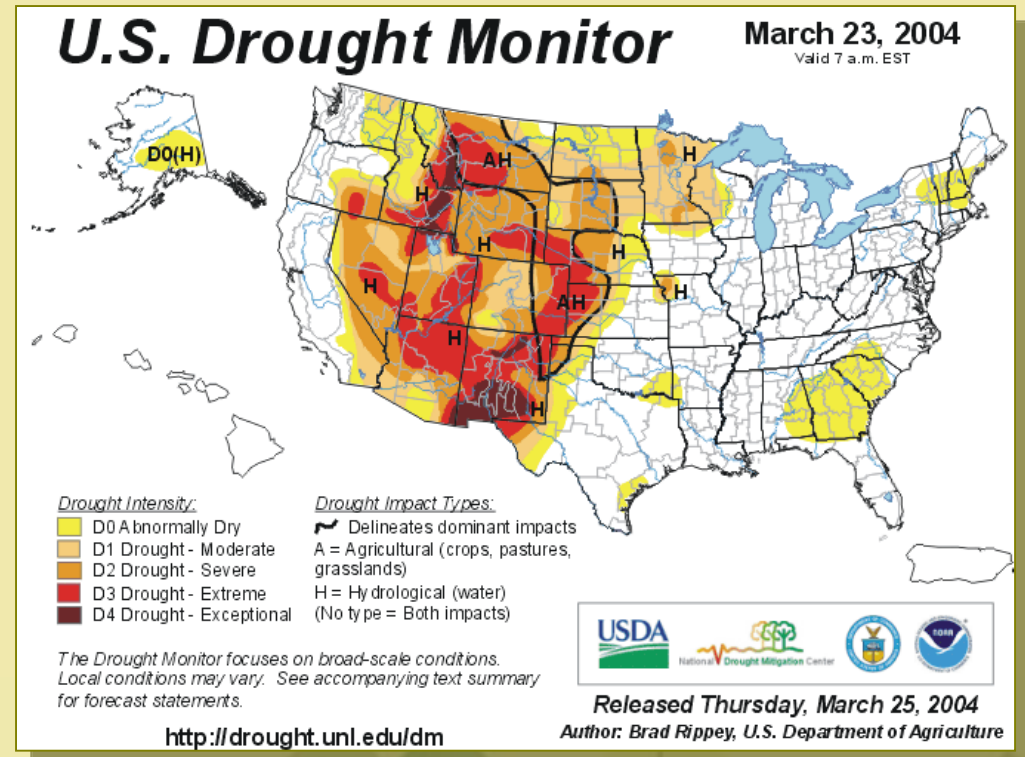 U.S. Drought Monitor
March 23, 2004
Valid 7 a.m. EST
D0(H)
H
AH
H
H
H
H
AH
H
H
H
Drought Intensity:
D0 Abnormally Dry
D1 Drought - Moderate
D2 Drought - Severe
D3 Drought - Extreme
D4 Drought - Exceptional
Drought Impact Types:
Delineates dominant impacts
A = Agricultural (crops, pastures,
grasslands)
H = Hydrological (water)
(No type = Both impacts)
The Drought Monitor focuses on broad-scale conditions.
Local conditions may vary. See accompanying text summary
for forecast statements.
http://drought.unl.edu/dm
USDA
National Drought Mitigation Center
NOAA
Released Thursday, March 25, 2004
Author: Brad Rippey, U.S. Department of Agriculture